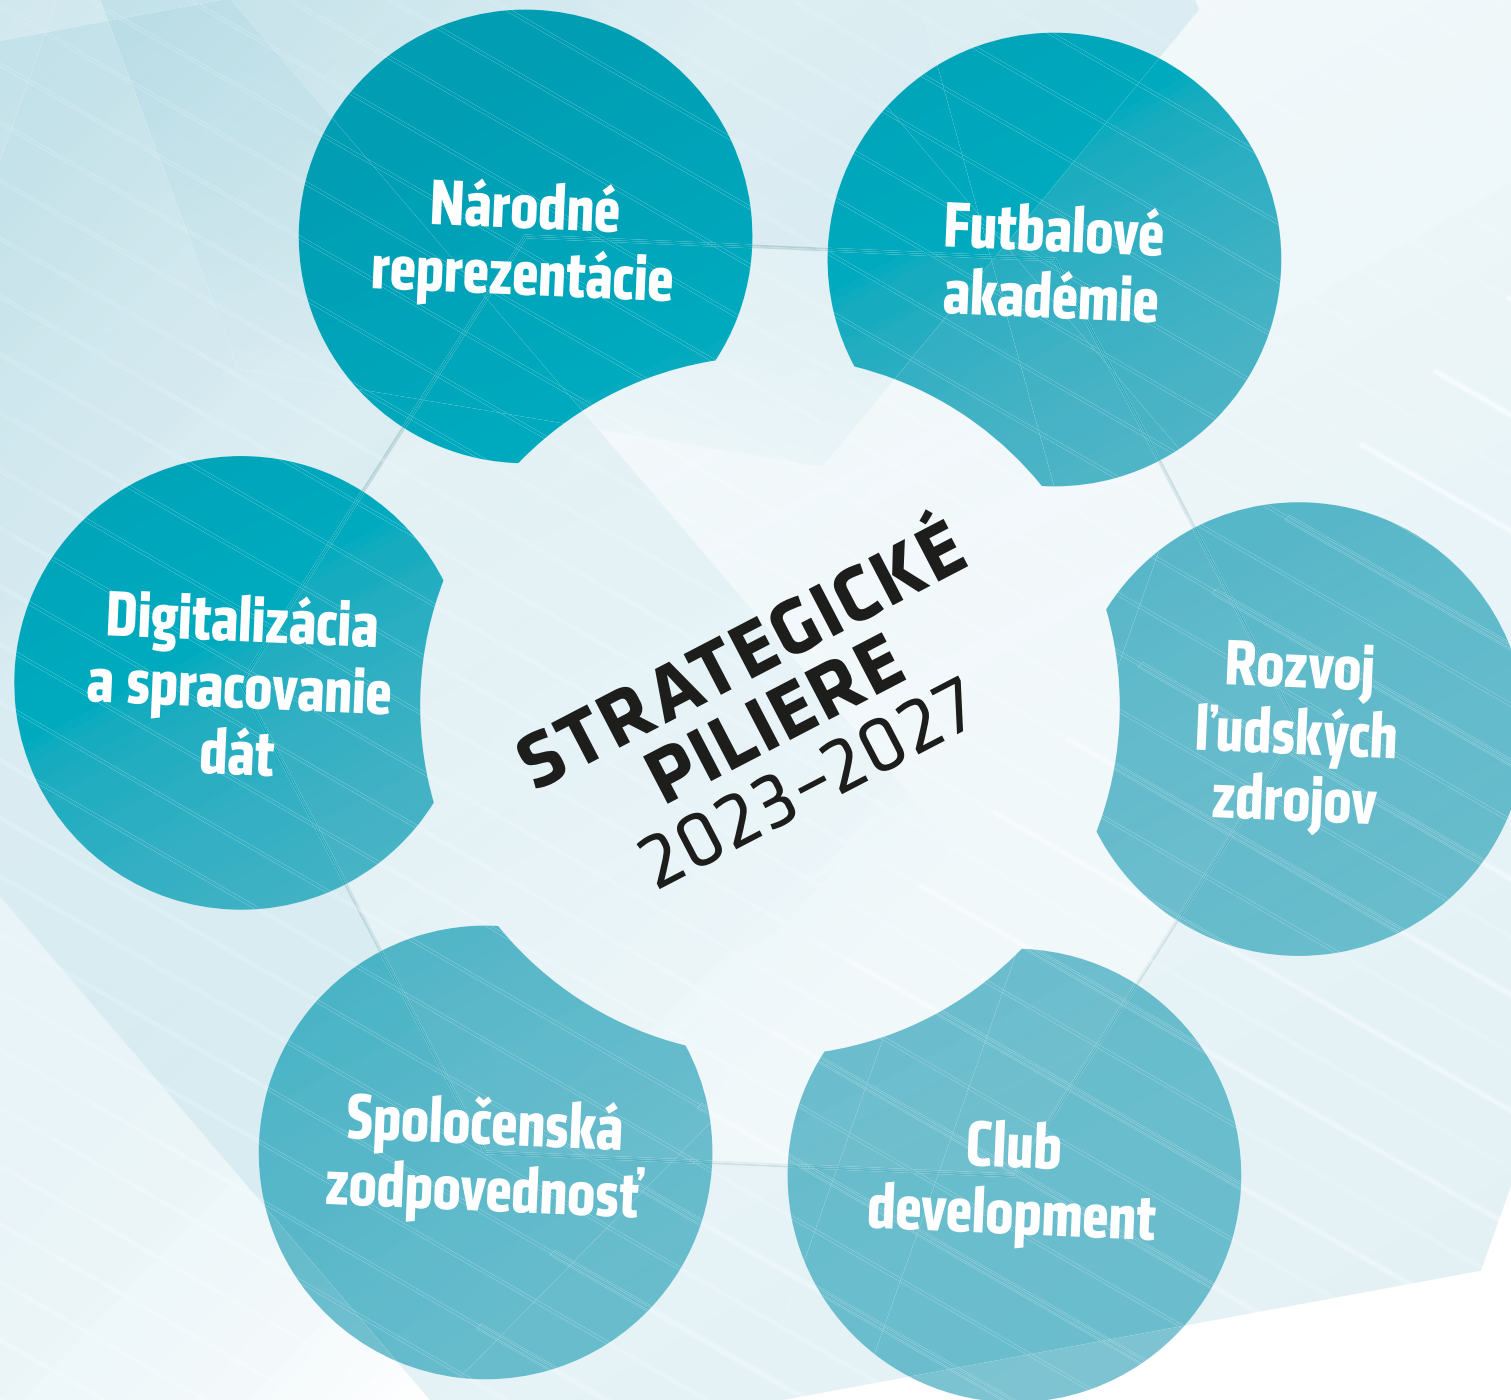 Národné
reprezentácie
Futbalové
akadémie
Digitalizácia
a spracovanie
dát
STRATEGICKÉ
PILIERE
2023–2027
Rozvoj
ľudských
zdrojov
Spoločenská
zodpovednosť
Club
development